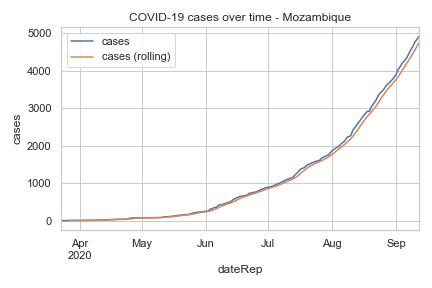 COVID-19 cases over time - Mozambique
cases
cases (rolling)
5000
4000
3000
2000
1000
0
cases
Apr
2020
May
Jun
Jul
Aug
Sep
dateRep